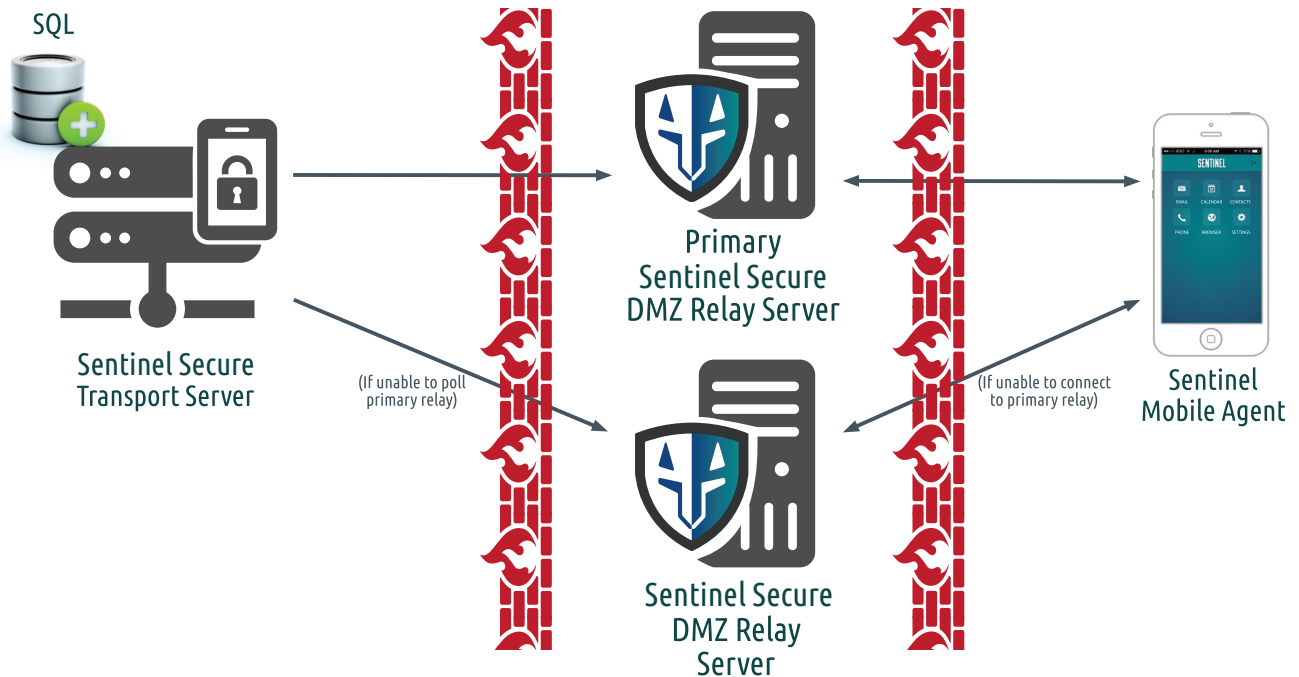 SQL
Sentinel Secure
Transport Server
(If unable to poll
primary relay)
Primary
Sentinel Secure
DMZ Relay Server
Sentinel Secure
DMZ Relay
Server
(If unable to connect
to primary relay)
SENTINEL
EMAIL CALENDAR CONTACTS
PHONE BROWSER SETTINGS
Sentinel
Mobile Agent